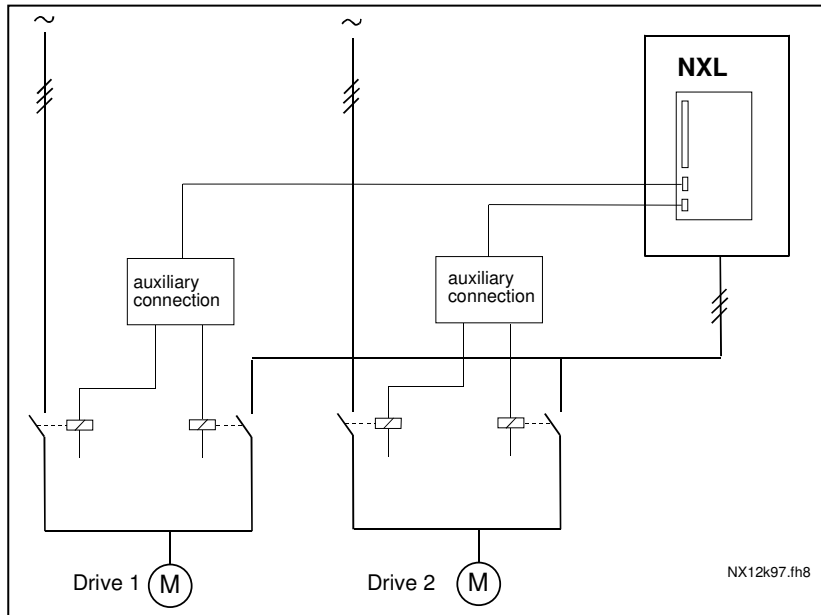 ~
~
NXL
auxiliary
connection
auxiliary
connection
Drive 1
M
Drive 2
M
NX12k97.fh8